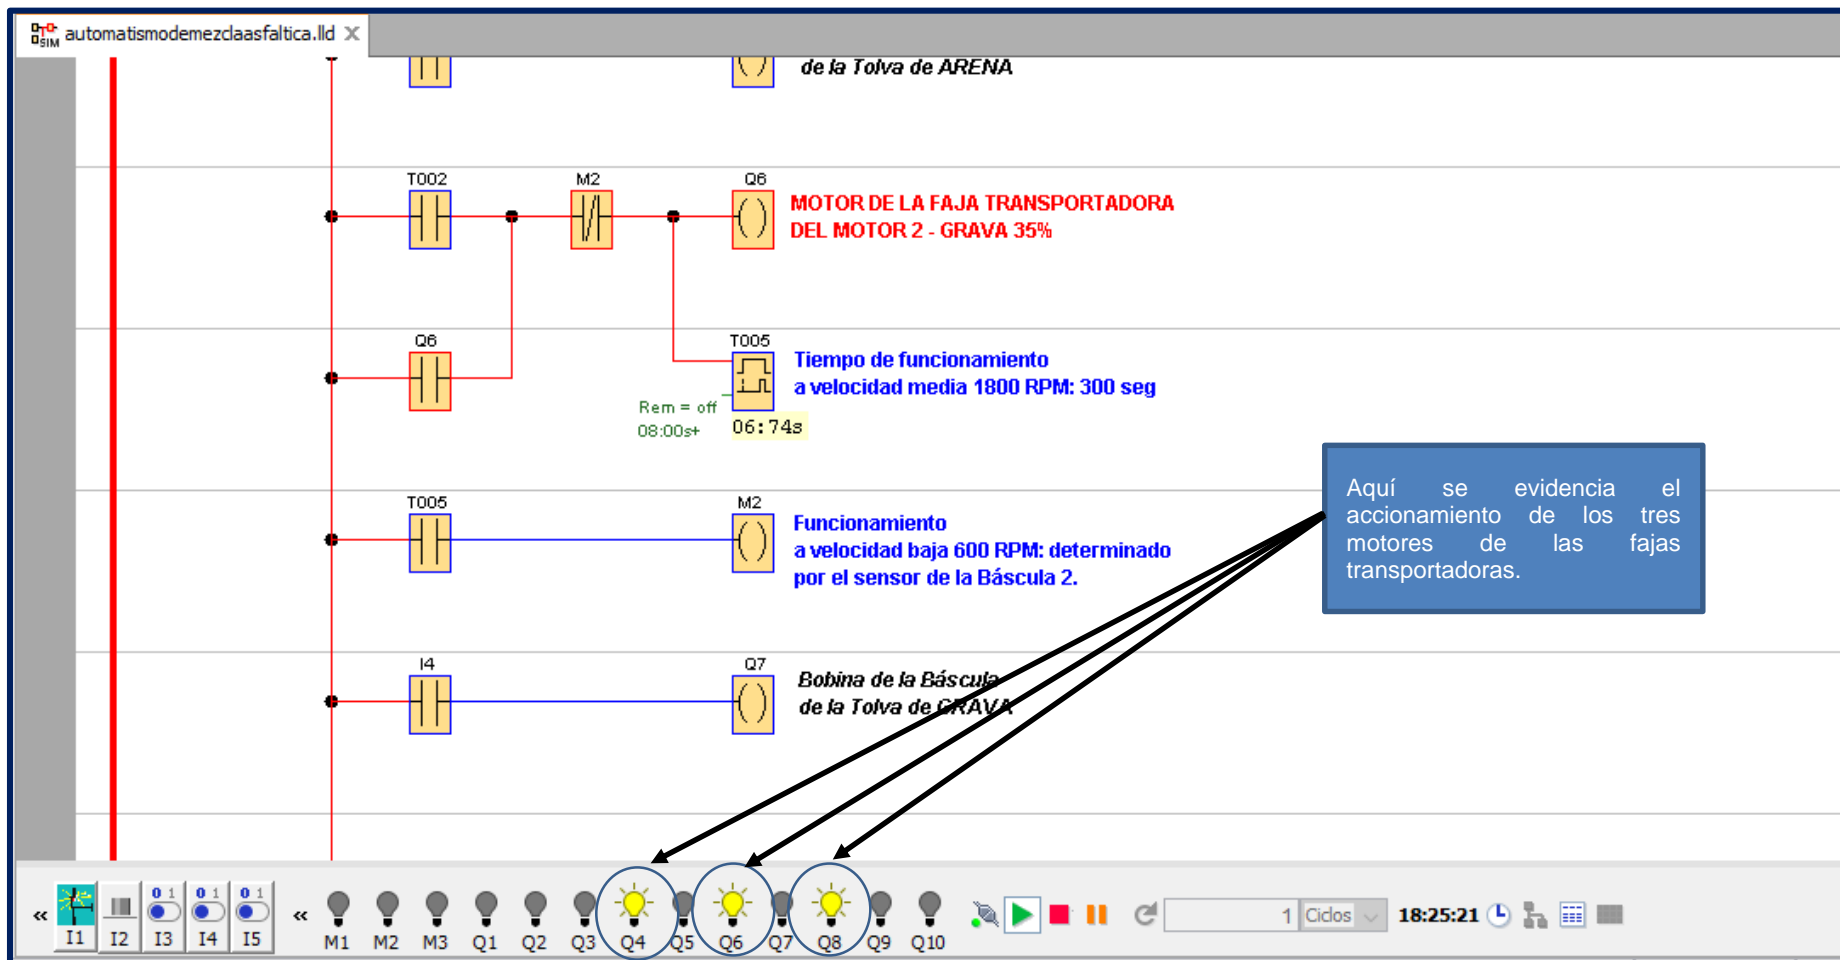 SIM automatismodemezclaasfaltica.lld X
de la Tolva de ARENA
T002 M2 Q6
MOTOR DE LA FAJA TRANSPORTADORA
DEL MOTOR 2 - GRAVA 35%
Q6 T005
Tiempo de funcionamiento
a velocidad media 1800 RPM: 300 seg
Rem = off
08:00s+ 06:74s
Aquí se evidencia el
accionamiento de los tres
motores de las fajas
transportadoras.
T005 M2
Funcionamiento
a velocidad baja 600 RPM: determinado
por el sensor de la Báscula 2.
I4 Q7
Bobina de la Báscula
de la Tolva de GRAVA
« 0 1 0 1 0 1 « 1 Ciclos 18:25:21
I1 I2 I3 I4 I5 M1 M2 M3 Q1 Q2 Q3 Q4 Q5 Q6 Q7 Q8 Q9 Q10